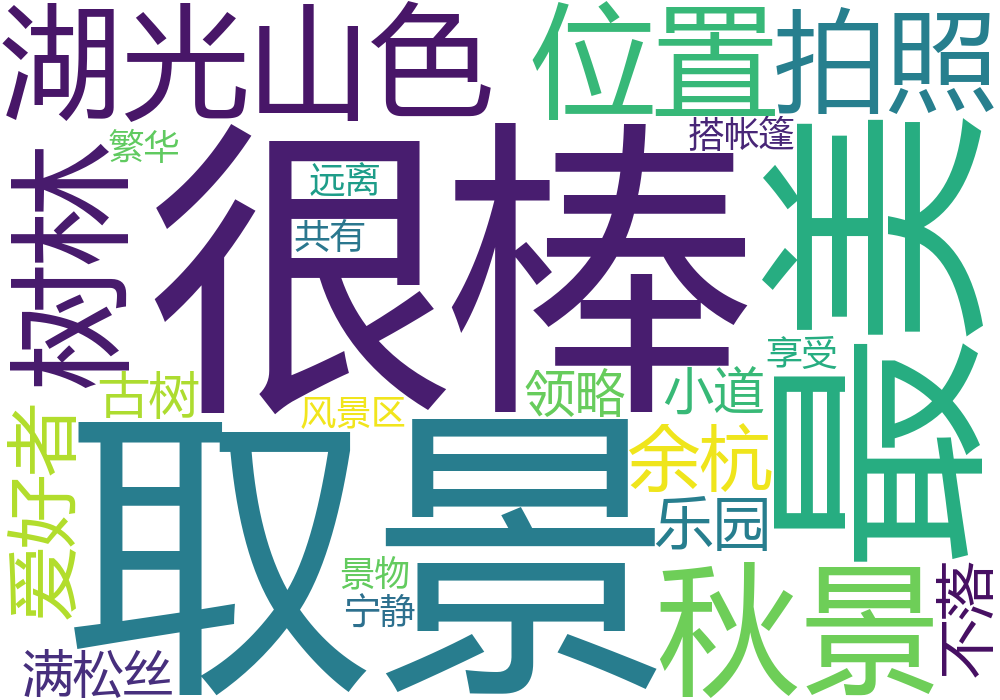 湖光山色
位置
拍照
繁华
搭帐篷
很棒
最美
树林
远离
共有
享受
古树
风景区
领略
小道
爱好者
取景
余杭
乐园
景物
宁静
秋景
不落
满松丝